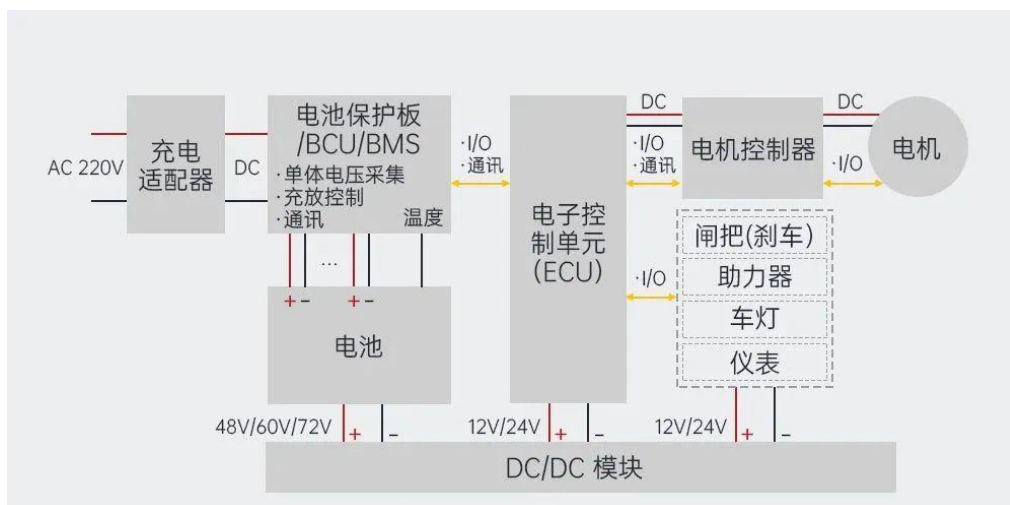 AC 220V
充电
适配器
DC
电池保护板
/BCU/BMS
·单体电压采集
·充放控制
·通讯
温度
...
+ - + -
电池
·I/O
·通讯
电子控
制单元
(ECU)
DC
·I/O
·通讯
电机控制器
DC
·I/O
电机
·I/O
闸把(刹车)
助力器
车灯
仪表
48V/60V/72V + -
12V/24V + -
12V/24V + -
DC/DC 模块